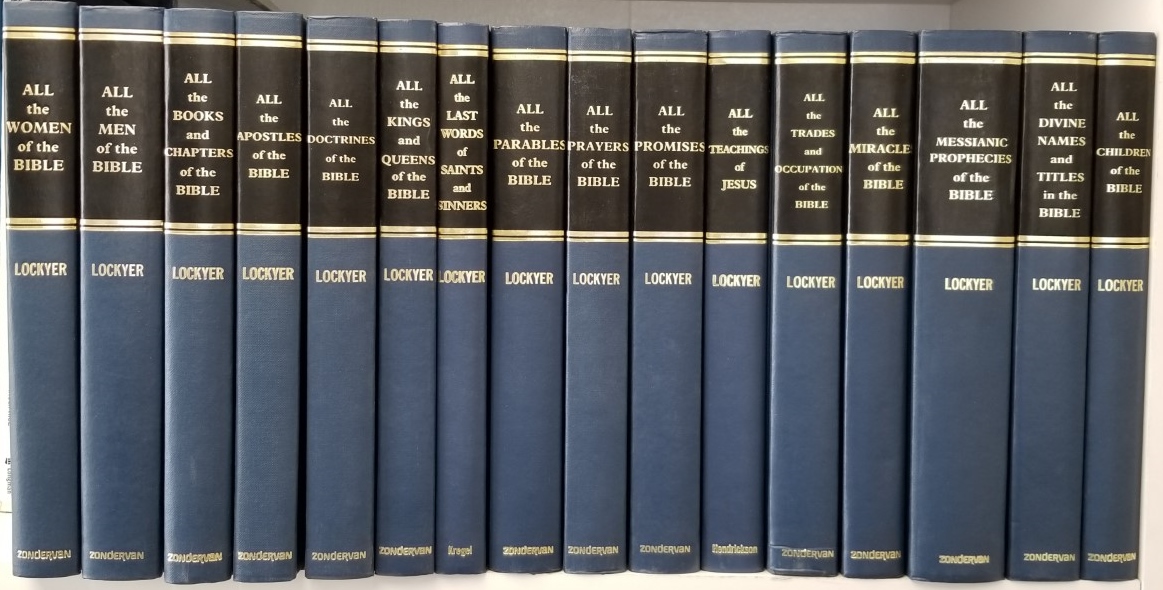 ALL
the
WOMEN
of the
BIBLE
LOCKYER
ZONDERVAN
ALL
the
MEN
of the
BIBLE
LOCKYER
ZONDERVAN
ALL
the
BOOKS
and
CHAPTERS
of the
BIBLE
LOCKYER
ZONDERVAN
ALL
the
APOSTLES
of the
BIBLE
LOCKYER
ZONDERVAN
ALL
the
DOCTRINES
of the
BIBLE
LOCKYER
ZONDERVAN
ALL
the
KINGS
and
QUEENS
of the
BIBLE
LOCKYER
ZONDERVAN
ALL
the
LAST
WORDS
of
SAINTS
and
SINNERS
LOCKYER
Kregel
ALL
the
PARABLES
of the
BIBLE
LOCKYER
ZONDERVAN
ALL
the
PRAYERS
of the
BIBLE
LOCKYER
ZONDERVAN
ALL
the
PROMISES
of the
BIBLE
LOCKYER
ZONDERVAN
ALL
the
TEACHINGS
of
JESUS
LOCKYER
Hendrickson
ALL
the
TRADES
and
OCCUPATION
of the
BIBLE
LOCKYER
ZONDERVAN
ALL
the
MIRACLE
of the
BIBLE
LOCKYER
ZONDERVAN
ALL
the
MESSIANIC
PROPHECIES
of the
BIBLE
LOCKYER
ZONDERVAN
ALL
the
DIVINE
NAMES
and
TITLES
in the
BIBLE
LOCKYER
ZONDERVAN
ALL
the
CHILDREN
of the
BIBLE
LOCKYER
ZONDERVAN